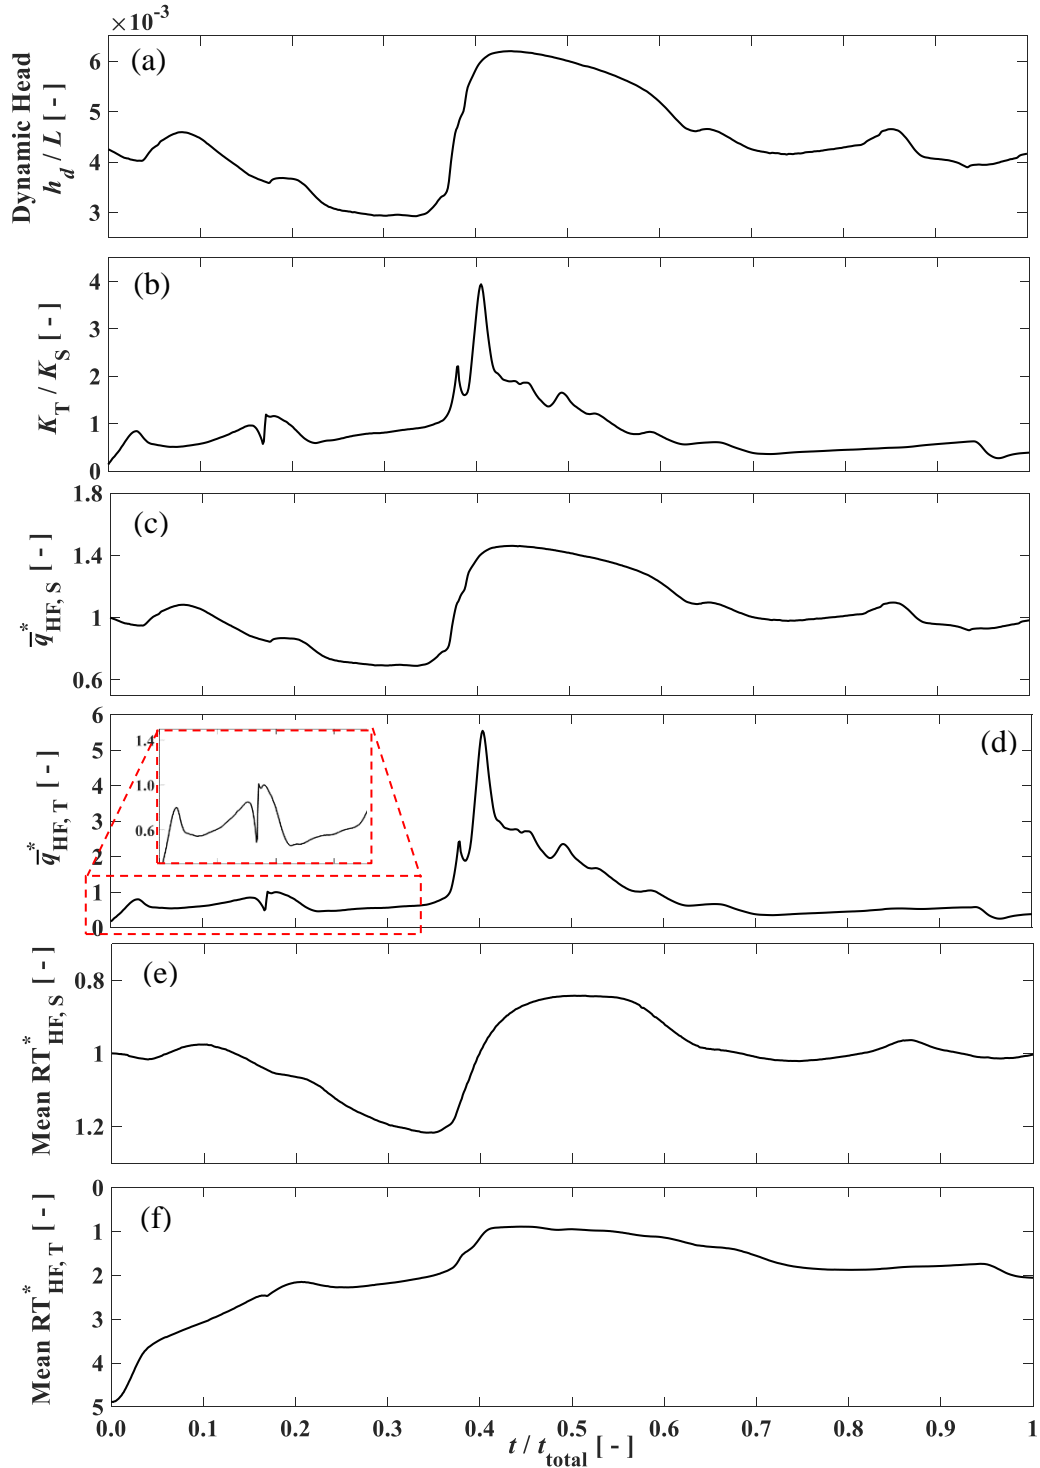 ×10⁻³
(a)
Dynamic Head
h_d / L [ - ]
6
5
4
3
(b)
K_T / K_S [ - ]
4
3
2
1
0
(c)
q̅*_HF, S [ - ]
1.8
1.4
1
0.6
(d)
q̅*_HF, T [ - ]
6
5
4
3
2
1
0
1.4
1.0
0.6
(e)
Mean RT*_HF, S [ - ]
0.8
1
1.2
(f)
Mean RT*_HF, T [ - ]
0
1
2
3
4
5
0.0 0.1 0.2 0.3 0.4 0.5 0.6 0.7 0.8 0.9 1
t / t_total [ - ]